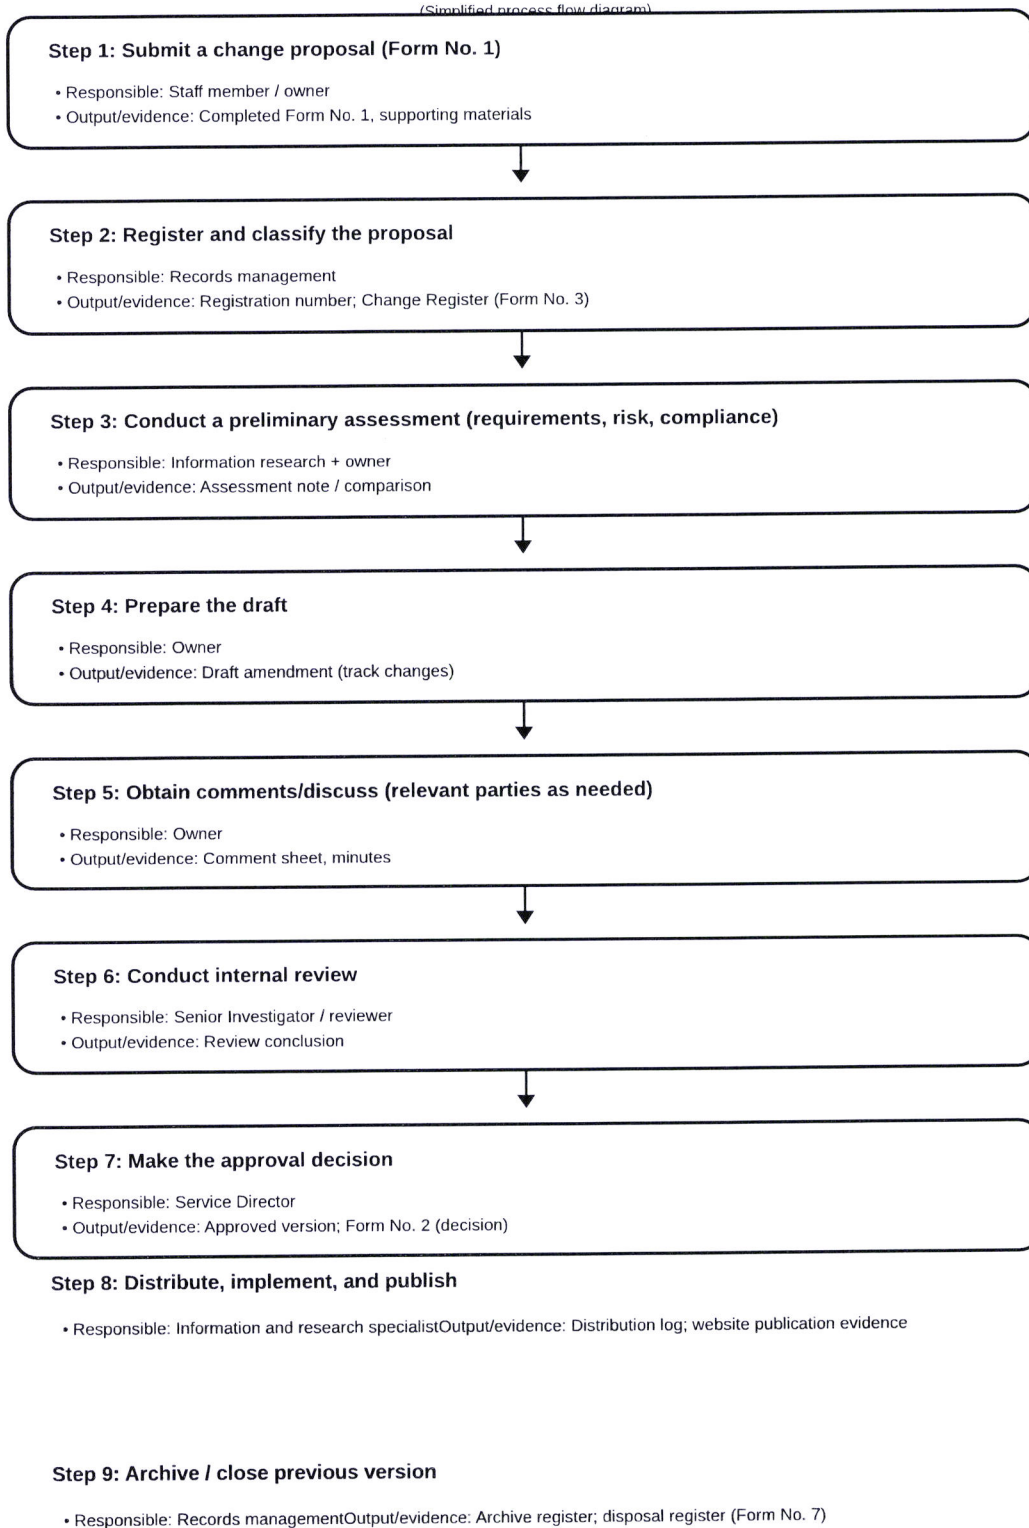 (Simplified process flow diagram)
Step 1: Submit a change proposal (Form No. 1)
• Responsible: Staff member / owner
• Output/evidence: Completed Form No. 1, supporting materials
Step 2: Register and classify the proposal
• Responsible: Records management
• Output/evidence: Registration number; Change Register (Form No. 3)
Step 3: Conduct a preliminary assessment (requirements, risk, compliance)
• Responsible: Information research + owner
• Output/evidence: Assessment note / comparison
Step 4: Prepare the draft
• Responsible: Owner
• Output/evidence: Draft amendment (track changes)
Step 5: Obtain comments/discuss (relevant parties as needed)
• Responsible: Owner
• Output/evidence: Comment sheet, minutes
Step 6: Conduct internal review
• Responsible: Senior Investigator / reviewer
• Output/evidence: Review conclusion
Step 7: Make the approval decision
• Responsible: Service Director
• Output/evidence: Approved version; Form No. 2 (decision)
Step 8: Distribute, implement, and publish
• Responsible: Information and research specialistOutput/evidence: Distribution log; website publication evidence
Step 9: Archive / close previous version
• Responsible: Records managementOutput/evidence: Archive register; disposal register (Form No. 7)